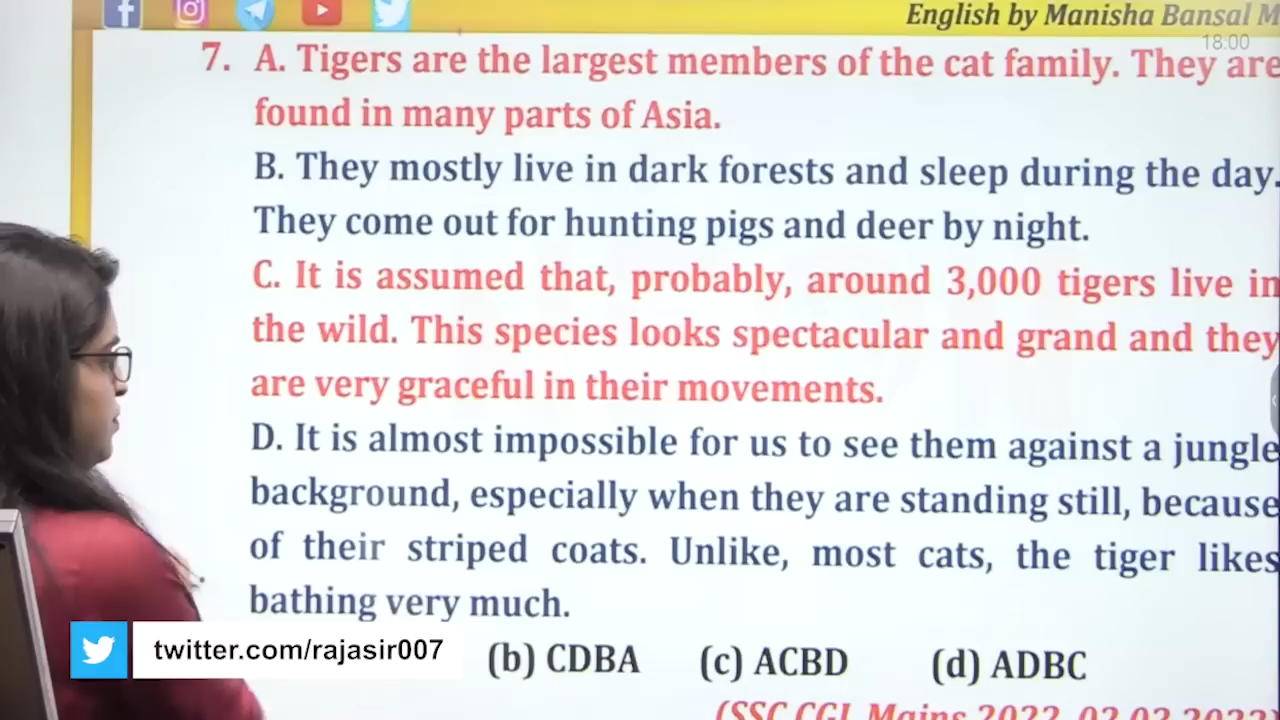 English by Manisha Bansal M
18:00
7. A. Tigers are the largest members of the cat family. They are
found in many parts of Asia.
B. They mostly live in dark forests and sleep during the day.
They come out for hunting pigs and deer by night.
C. It is assumed that, probably, around 3,000 tigers live in
the wild. This species looks spectacular and grand and they
are very graceful in their movements.
D. It is almost impossible for us to see them against a jungle
background, especially when they are standing still, because
of their striped coats. Unlike, most cats, the tiger likes
bathing very much.
twitter.com/rajasir007
(b) CDBA (c) ACBD (d) ADBC
(SSC CGL Mains 2022, 02.02.2022)